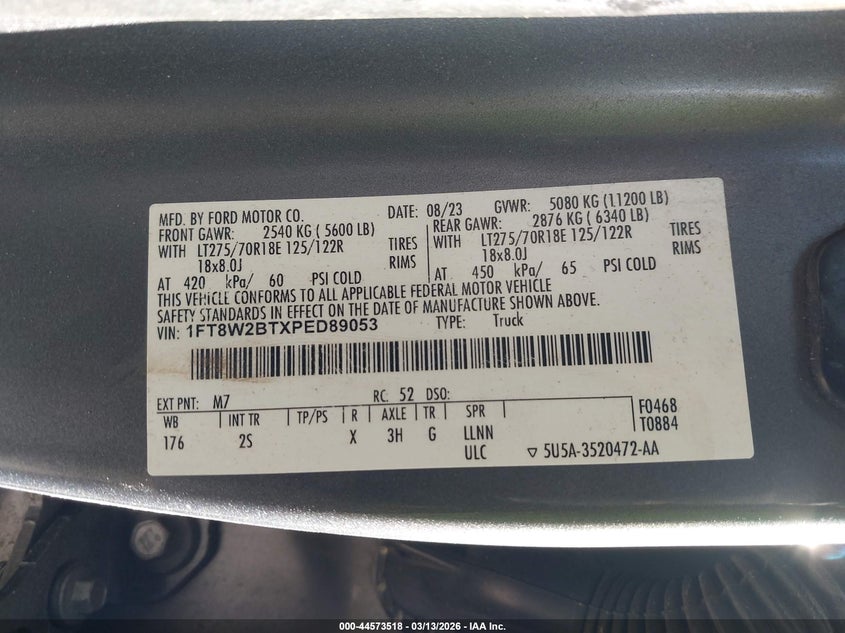 MFD. BY FORD MOTOR CO. DATE: 08/23 GVWR: 5080 KG (11200 LB)
FRONT GAWR: 2540 KG ( 5600 LB) REAR GAWR: 2876 KG ( 6340 LB)
WITH LT275/70R18E 125/122R TIRES WITH LT275/70R18E 125/122R TIRES
18x8.0J RIMS 18x8.0J RIMS
AT 420 kPa/ 60 PSI COLD AT 450 kPa/ 65 PSI COLD
THIS VEHICLE CONFORMS TO ALL APPLICABLE FEDERAL MOTOR VEHICLE
SAFETY STANDARDS IN EFFECT ON THE DATE OF MANUFACTURE SHOWN ABOVE.
VIN: 1FT8W2BTXPED89053 TYPE: Truck
EXT PNT: M7 RC: 52 DSO:
WB INT TR TP/PS R AXLE TR SPR F0468
176 2S X 3H G LLNN T0884
ULC ▽ 5U5A-3520472-AA
000-44573518 | 03/13/2026 - IAA Inc.